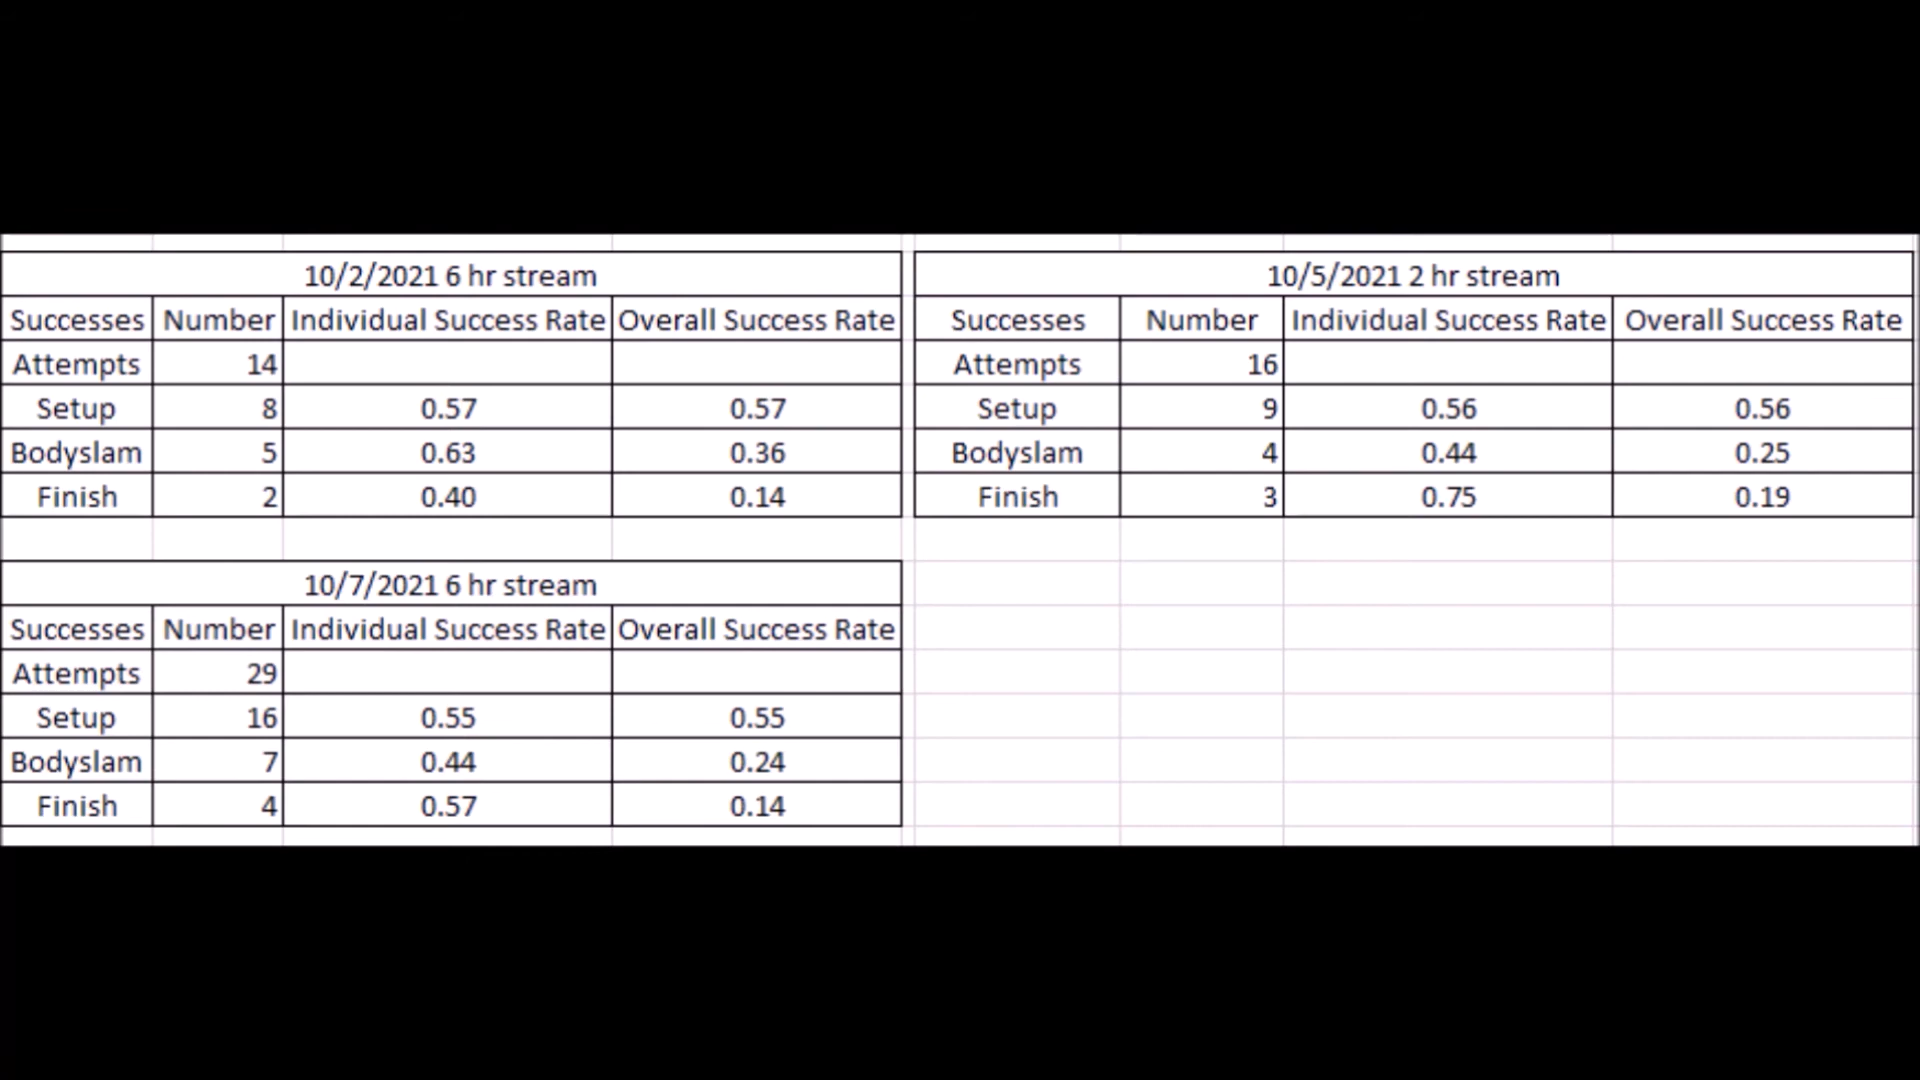 10/2/2021 6 hr stream
Successes Number Individual Success Rate Overall Success Rate
Attempts 14
Setup 8 0.57 0.57
Bodyslam 5 0.63 0.36
Finish 2 0.40 0.14
10/5/2021 2 hr stream
Successes Number Individual Success Rate Overall Success Rate
Attempts 16
Setup 9 0.56 0.56
Bodyslam 4 0.44 0.25
Finish 3 0.75 0.19
10/7/2021 6 hr stream
Successes Number Individual Success Rate Overall Success Rate
Attempts 29
Setup 16 0.55 0.55
Bodyslam 7 0.44 0.24
Finish 4 0.57 0.14